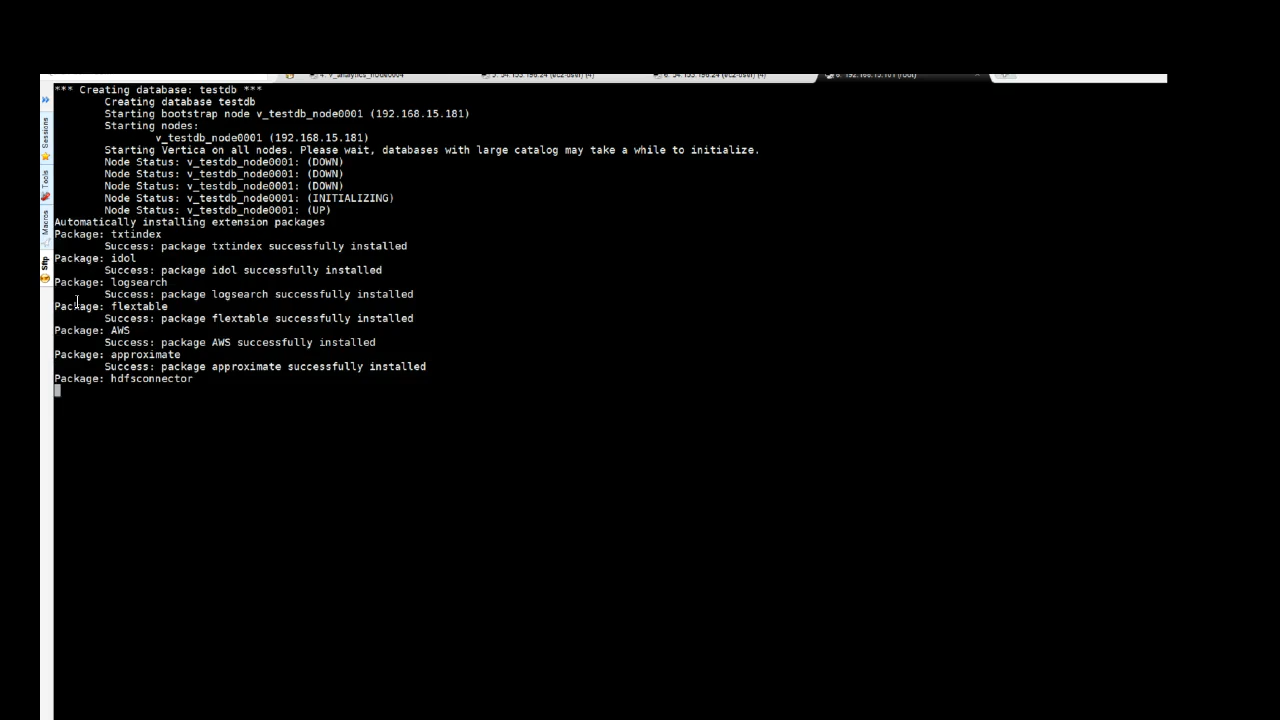 *** Creating database: testdb ***
Creating database testdb
Starting bootstrap node v_testdb_node0001 (192.168.15.181)
Starting nodes:
v_testdb_node0001 (192.168.15.181)
Starting Vertica on all nodes. Please wait, databases with large catalog may take a while to initialize.
Node Status: v_testdb_node0001: (DOWN)
Node Status: v_testdb_node0001: (DOWN)
Node Status: v_testdb_node0001: (DOWN)
Node Status: v_testdb_node0001: (INITIALIZING)
Node Status: v_testdb_node0001: (UP)
Automatically installing extension packages
Package: txtindex
Success: package txtindex successfully installed
Package: idol
Success: package idol successfully installed
Package: logsearch
Success: package logsearch successfully installed
Package: flextable
Success: package flextable successfully installed
Package: AWS
Success: package AWS successfully installed
Package: approximate
Success: package approximate successfully installed
Package: hdfsconnector
Sessions
Tools
Macros
Sftp